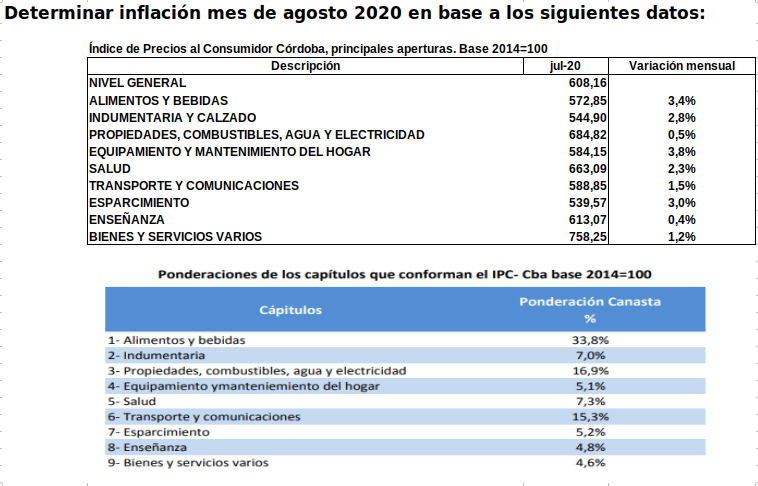 Determinar inflación mes de agosto 2020 en base a los siguientes datos:
Índice de Precios al Consumidor Córdoba, principales aperturas. Base 2014=100
Descripción jul-20 Variación mensual
NIVEL GENERAL 608,16
ALIMENTOS Y BEBIDAS 572,85 3,4%
INDUMENTARIA Y CALZADO 544,90 2,8%
PROPIEDADES, COMBUSTIBLES, AGUA Y ELECTRICIDAD 684,82 0,5%
EQUIPAMIENTO Y MANTENIMIENTO DEL HOGAR 584,15 3,8%
SALUD 663,09 2,3%
TRANSPORTE Y COMUNICACIONES 588,85 1,5%
ESPARCIMIENTO 539,57 3,0%
ENSEÑANZA 613,07 0,4%
BIENES Y SERVICIOS VARIOS 758,25 1,2%
Ponderaciones de los capítulos que conforman el IPC- Cba base 2014=100
Cápitulos Ponderación Canasta
%
1- Alimentos y bebidas 33,8%
2- Indumentaria 7,0%
3- Propiedades, combustibles, agua y electricidad 16,9%
4- Equipamiento ymanteniemiento del hogar 5,1%
5- Salud 7,3%
6- Transporte y comunicaciones 15,3%
7- Esparcimiento 5,2%
8- Enseñanza 4,8%
9- Bienes y servicios varios 4,6%